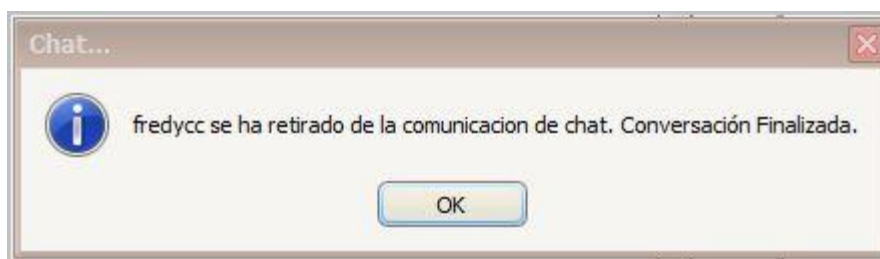 Chat...
fredycc se ha retirado de la comunicacion de chat. Conversación Finalizada.
OK